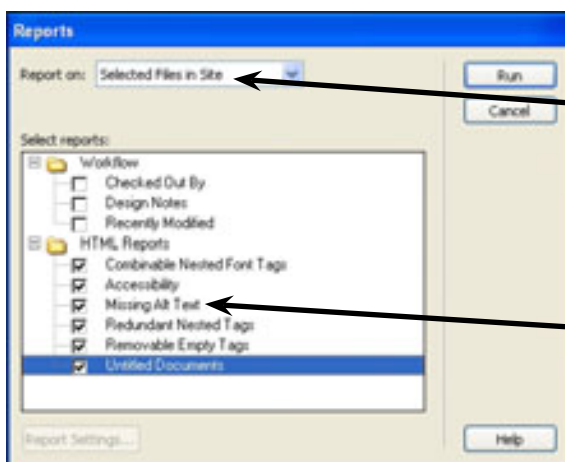 Reports
Report on: Selected Files in Site
Run
Cancel
Select reports:
Workflow
Checked Out By
Design Notes
Recently Modified
HTML Reports
Combinable Nested Font Tags
Accessibility
Missing Alt Text
Redundant Nested Tags
Removable Empty Tags
Untitled Documents
Report Settings...
Help